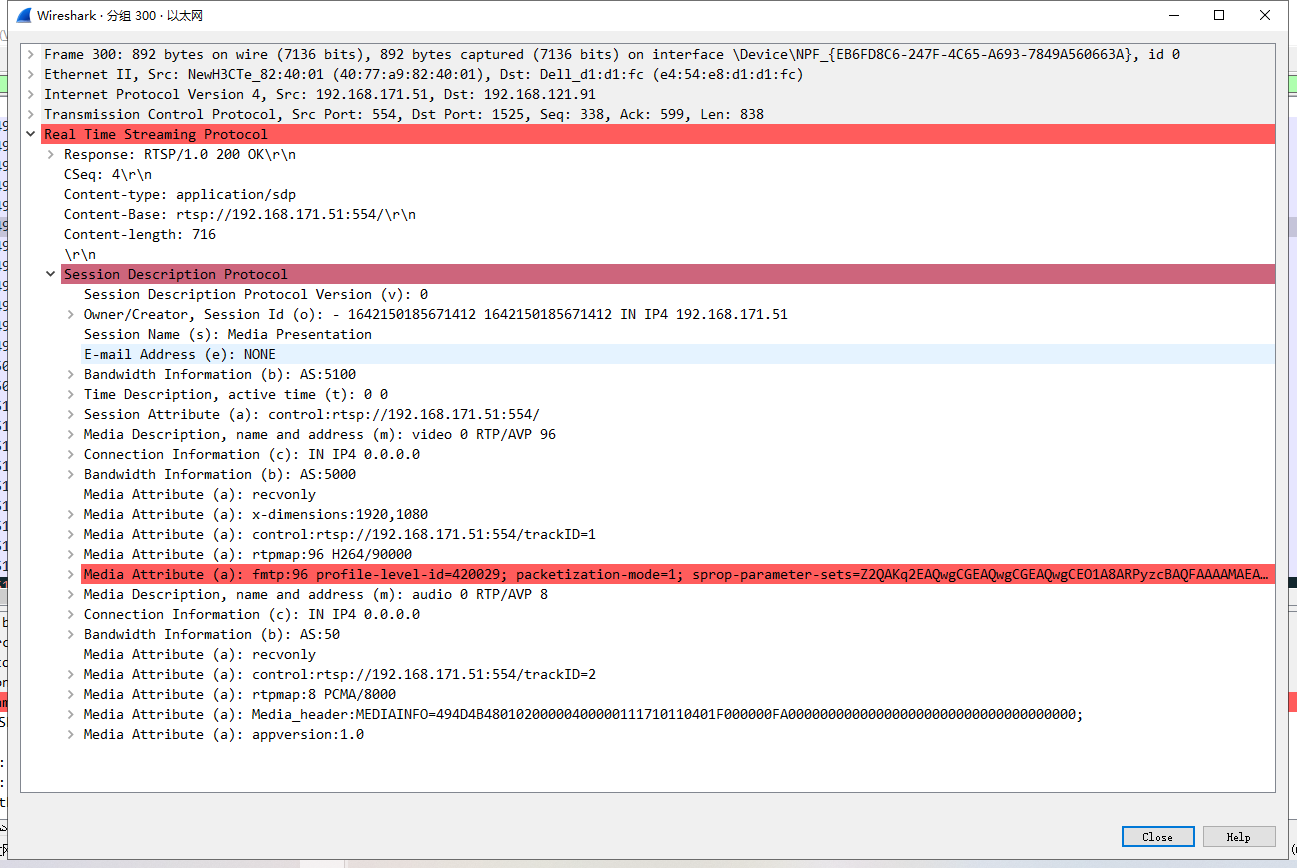 Wireshark · 分组 300 · 以太网
Frame 300: 892 bytes on wire (7136 bits), 892 bytes captured (7136 bits) on interface \Device\NPF_{EB6FD8C6-247F-4C65-A693-7849A560663A}, id 0
Ethernet II, Src: NewH3CTe_82:40:01 (40:77:a9:82:40:01), Dst: Dell_d1:d1:fc (e4:54:e8:d1:d1:fc)
Internet Protocol Version 4, Src: 192.168.171.51, Dst: 192.168.121.91
Transmission Control Protocol, Src Port: 554, Dst Port: 1525, Seq: 338, Ack: 599, Len: 838
Real Time Streaming Protocol
Response: RTSP/1.0 200 OK\r\n
CSeq: 4\r\n
Content-type: application/sdp
Content-Base: rtsp://192.168.171.51:554/\r\n
Content-length: 716
\r\n
Session Description Protocol
Session Description Protocol Version (v): 0
Owner/Creator, Session Id (o): - 1642150185671412 1642150185671412 IN IP4 192.168.171.51
Session Name (s): Media Presentation
E-mail Address (e): NONE
Bandwidth Information (b): AS:5100
Time Description, active time (t): 0 0
Session Attribute (a): control:rtsp://192.168.171.51:554/
Media Description, name and address (m): video 0 RTP/AVP 96
Connection Information (c): IN IP4 0.0.0.0
Bandwidth Information (b): AS:5000
Media Attribute (a): recvonly
Media Attribute (a): x-dimensions:1920,1080
Media Attribute (a): control:rtsp://192.168.171.51:554/trackID=1
Media Attribute (a): rtpmap:96 H264/90000
Media Attribute (a): fmtp:96 profile-level-id=420029; packetization-mode=1; sprop-parameter-sets=Z2QAKq2EAQwgCGEAQwgCGEAQwgCEO1A8ARPyzcBAQFAAAAMAEA…
Media Description, name and address (m): audio 0 RTP/AVP 8
Connection Information (c): IN IP4 0.0.0.0
Bandwidth Information (b): AS:50
Media Attribute (a): recvonly
Media Attribute (a): control:rtsp://192.168.171.51:554/trackID=2
Media Attribute (a): rtpmap:8 PCMA/8000
Media Attribute (a): Media_header:MEDIAINFO=494D4B48010200000400000111710110401F000000FA000000000000000000000000000000000000;
Media Attribute (a): appversion:1.0
Close
Help